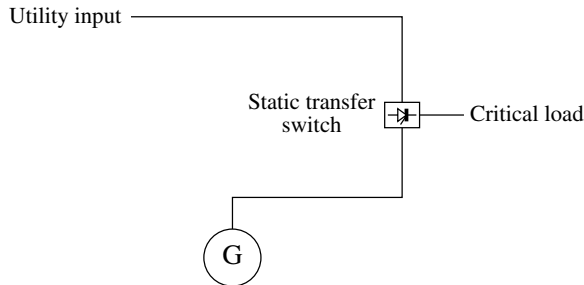 Utility input
Static transfer
switch
Critical load
G